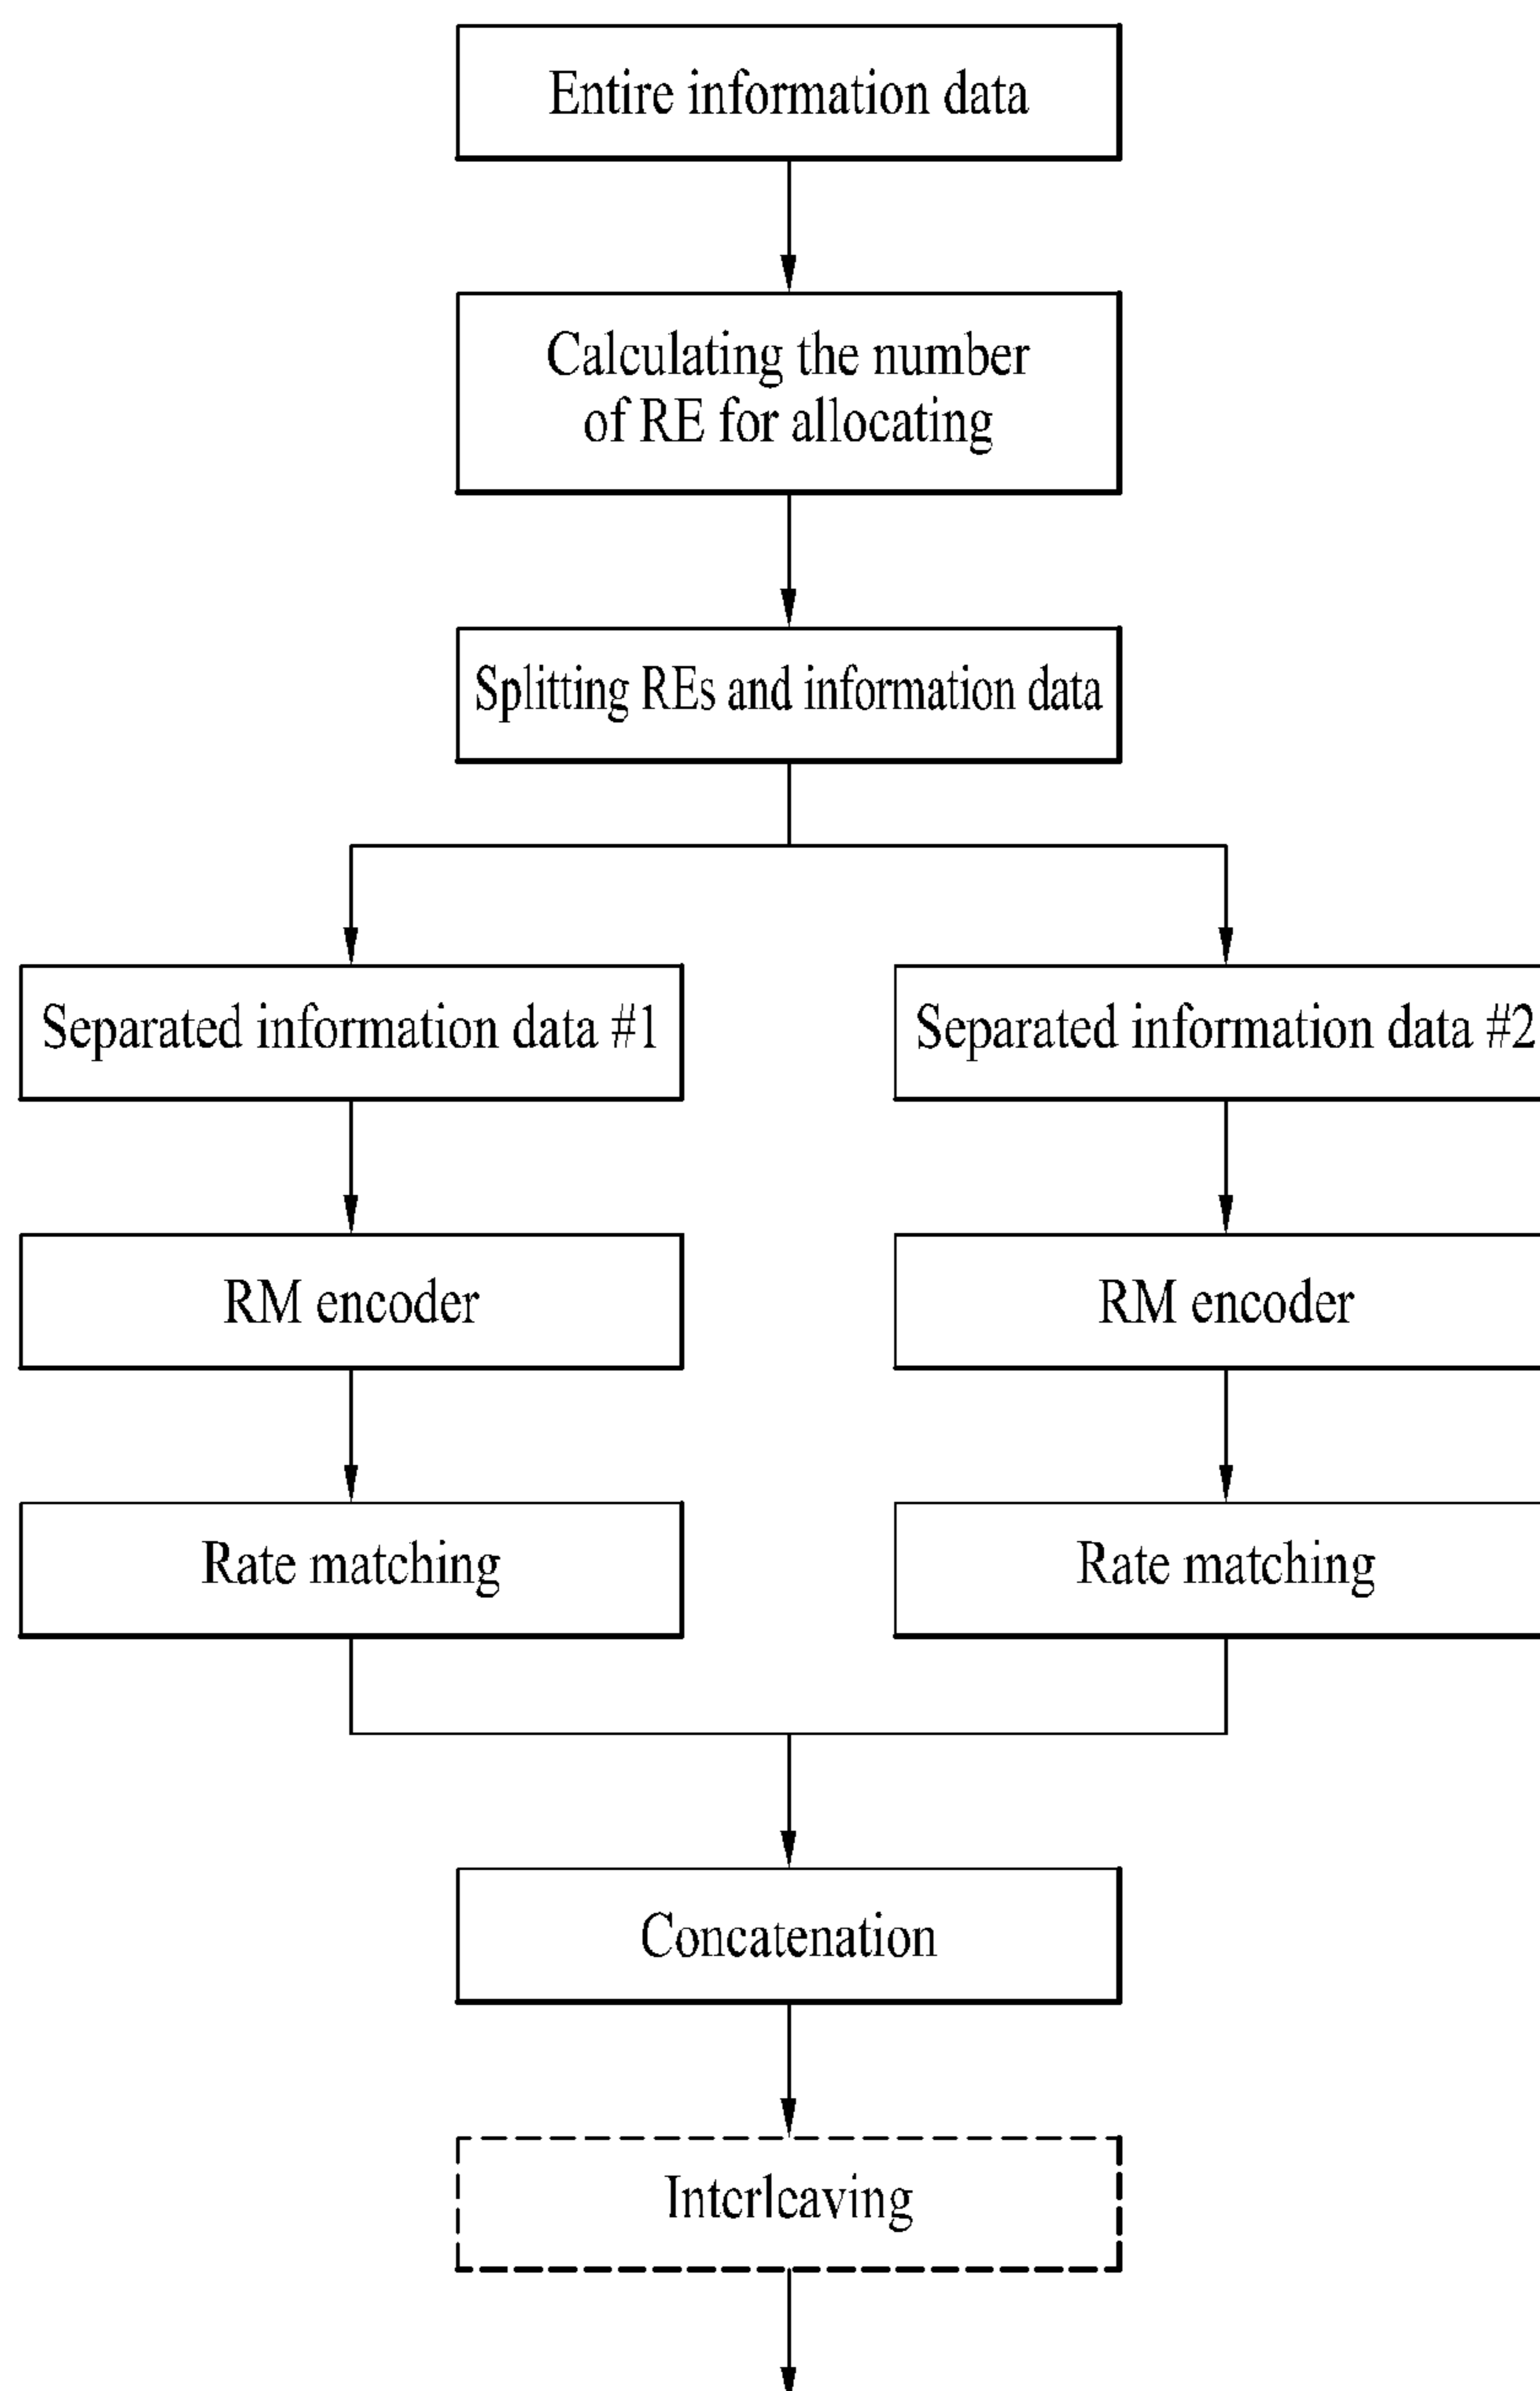 Entire information data
Calculating the number
of RE for allocating
Splitting REs and information data
Separated information data #1
Separated information data #2
RM encoder
RM encoder
Rate matching
Rate matching
Concatenation
Interleaving